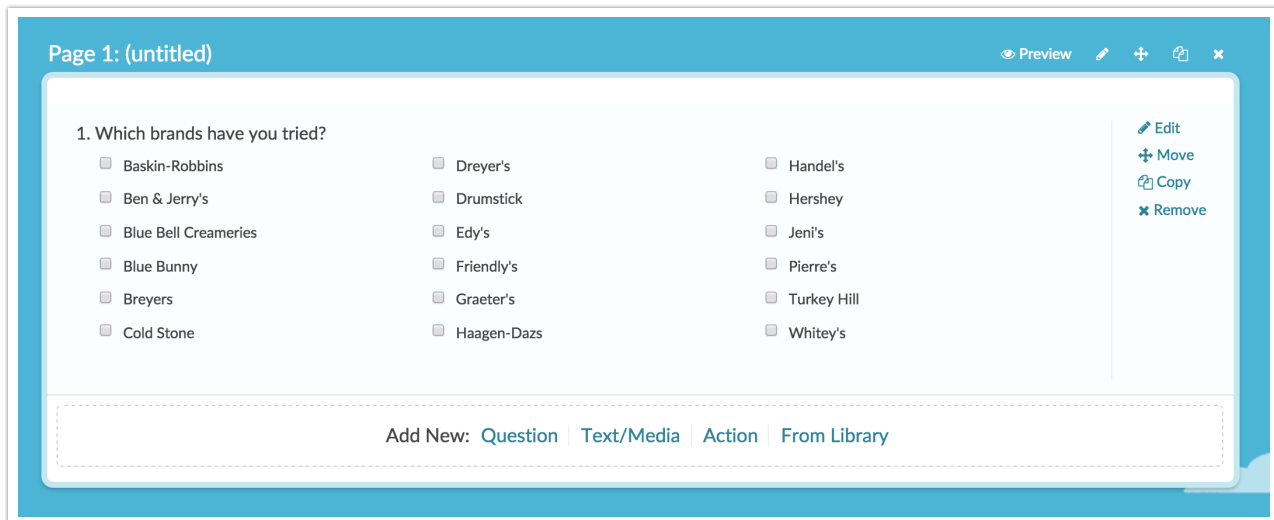 Page 1: (untitled)
Preview
1. Which brands have you tried?
Baskin-Robbins
Ben & Jerry's
Blue Bell Creameries
Blue Bunny
Breyers
Cold Stone
Dreyer's
Drumstick
Edy's
Friendly's
Graeter's
Haagen-Dazs
Handel's
Hershey
Jeni's
Pierre's
Turkey Hill
Whitey's
Edit
Move
Copy
Remove
Add New: Question Text/Media Action From Library